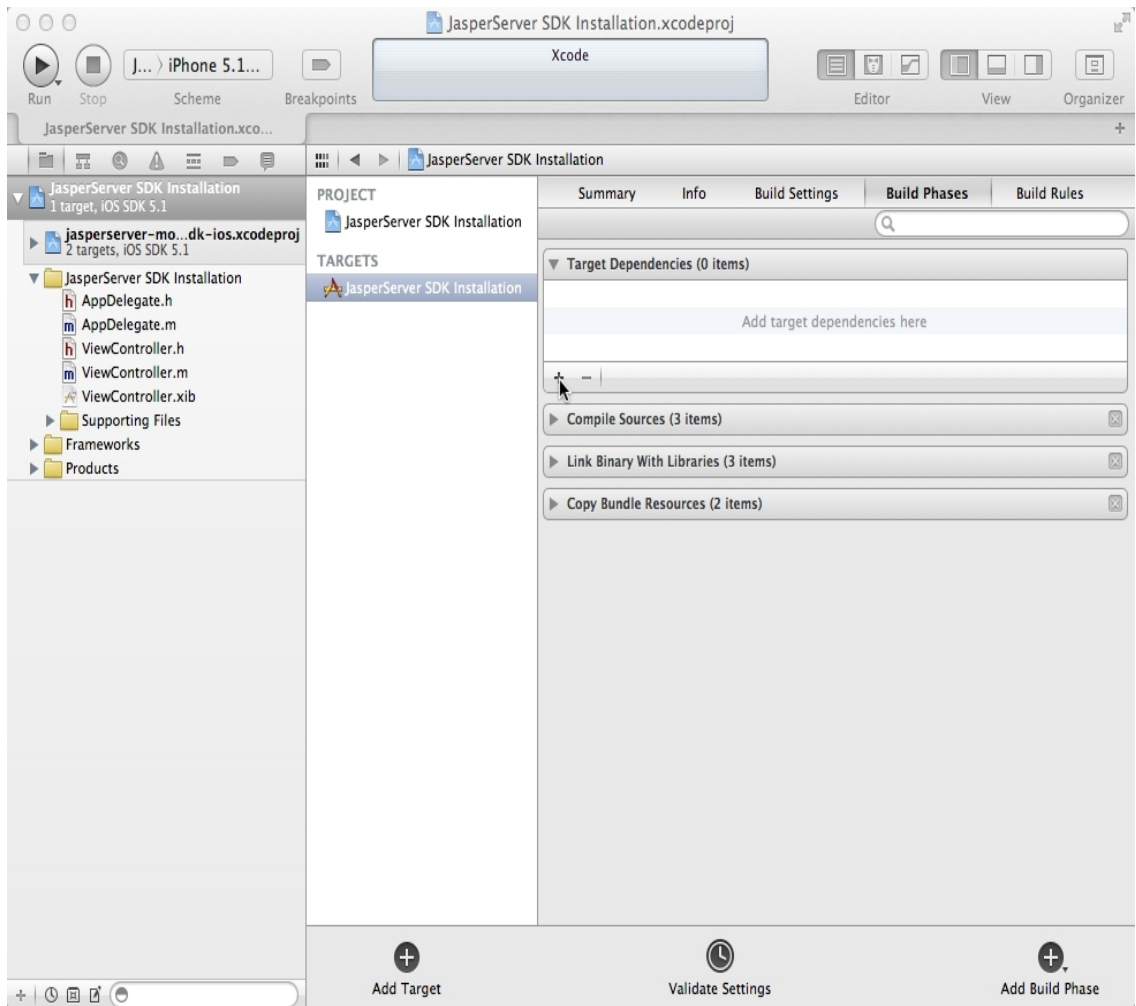 JasperServer SDK Installation.xcodeproj
J... › iPhone 5.1...
Xcode
Run Stop Scheme Breakpoints Editor View Organizer
JasperServer SDK Installation.xco...
JasperServer SDK Installation
JasperServer SDK Installation
1 target, iOS SDK 5.1
jasperserver-mo...dk-ios.xcodeproj
2 targets, iOS SDK 5.1
JasperServer SDK Installation
h AppDelegate.h
m AppDelegate.m
h ViewController.h
m ViewController.m
ViewController.xib
Supporting Files
Frameworks
Products
PROJECT
JasperServer SDK Installation
TARGETS
JasperServer SDK Installation
Summary Info Build Settings Build Phases Build Rules
Target Dependencies (0 items)
Add target dependencies here
Compile Sources (3 items)
Link Binary With Libraries (3 items)
Copy Bundle Resources (2 items)
Add Target Validate Settings Add Build Phase